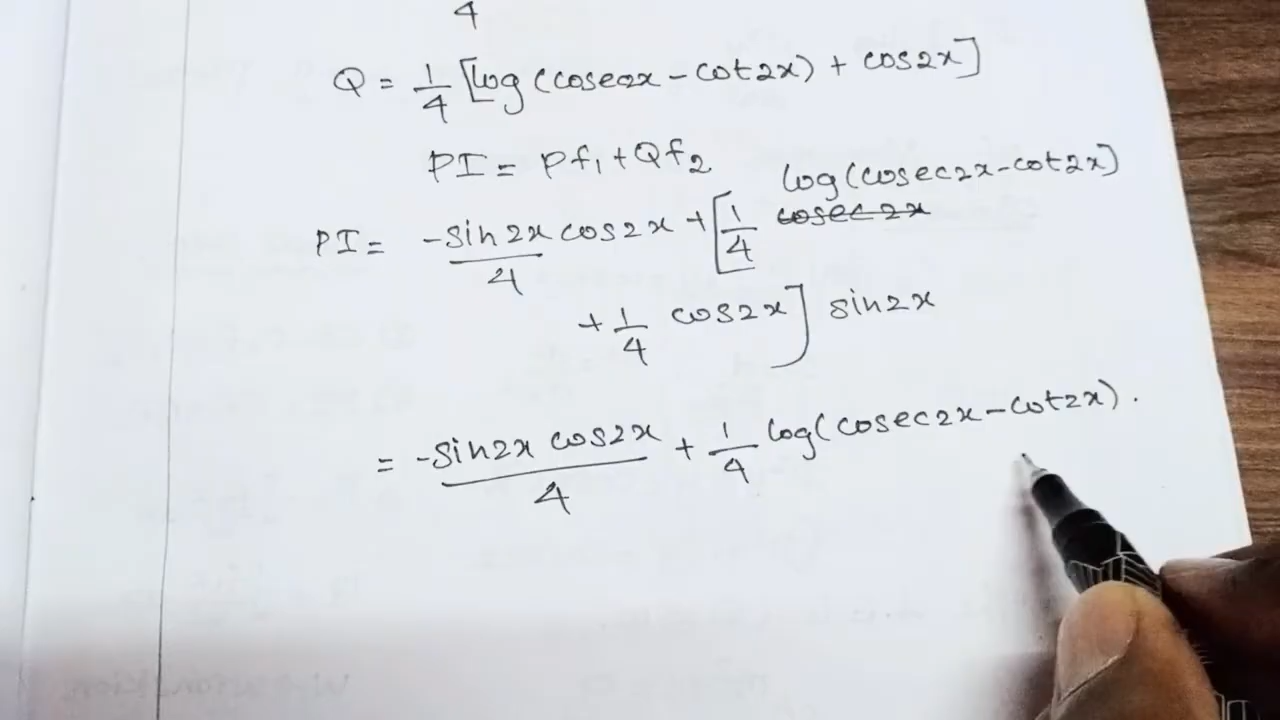 4
Q = 1/4 [log (cosec2x - cot2x) + cos2x]
PI = Pf₁ + Qf₂
log(cosec2x - cot2x)
PI = -sin2x/4 cos2x + [1/4 cosec2x
+ 1/4 cos2x] sin2x
= -sin2x cos2x/4 + 1/4 log(cosec2x - cot2x).